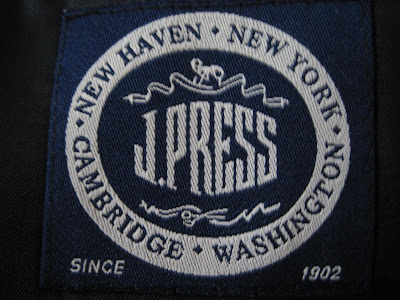 NEW HAVEN • NEW YORK •
J.PRESS
CAMBRIDGE • WASHINGTON •
SINCE 1902